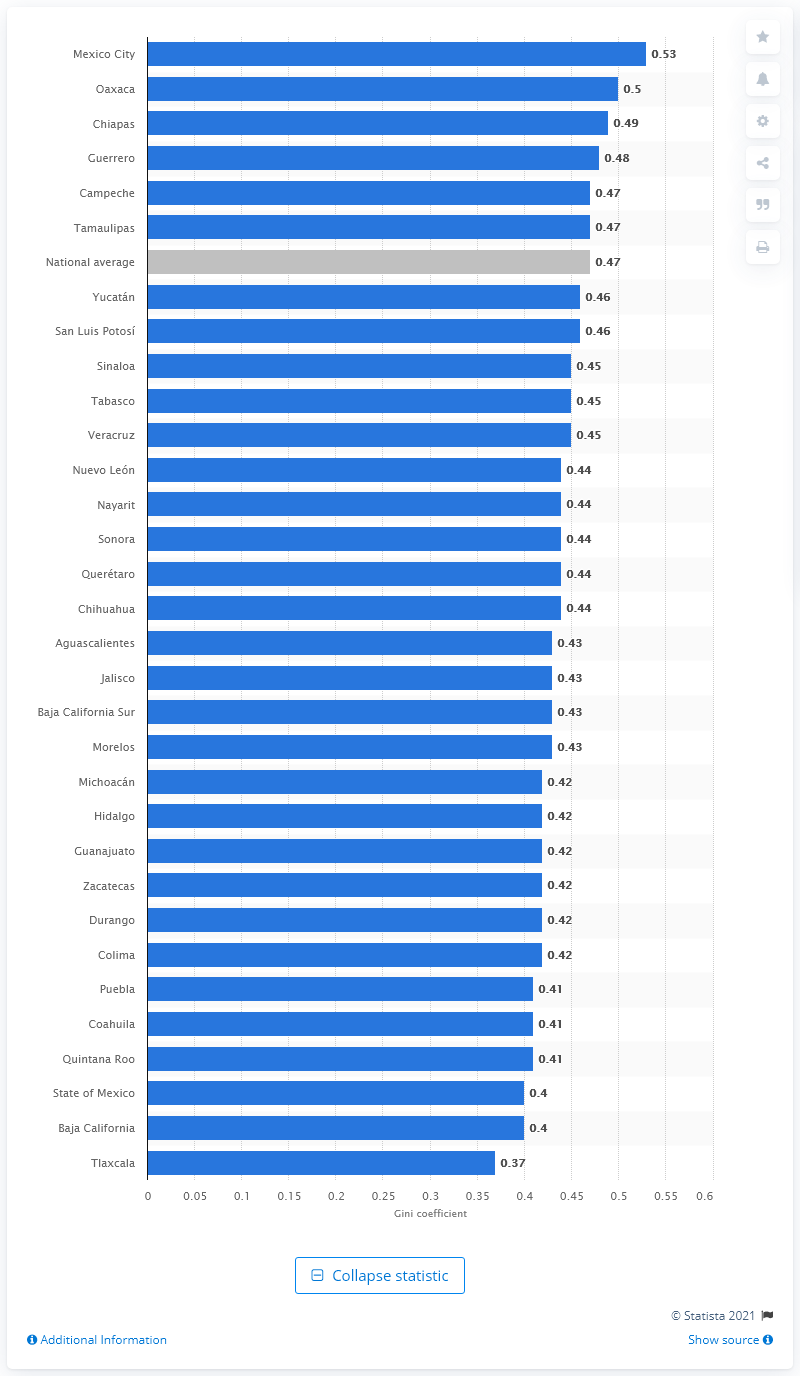 Mexico City 0.53
Oaxaca 0.5
Chiapas 0.49
Guerrero 0.48
Campeche 0.47
Tamaulipas 0.47
National average 0.47
Yucatán 0.46
San Luis Potosí 0.46
Sinaloa 0.45
Tabasco 0.45
Veracruz 0.45
Nuevo León 0.44
Nayarit 0.44
Sonora 0.44
Querétaro 0.44
Chihuahua 0.44
Aguascalientes 0.43
Jalisco 0.43
Baja California Sur 0.43
Morelos 0.43
Michoacán 0.42
Hidalgo 0.42
Guanajuato 0.42
Zacatecas 0.42
Durango 0.42
Colima 0.42
Puebla 0.41
Coahuila 0.41
Quintana Roo 0.41
State of Mexico 0.4
Baja California 0.4
Tlaxcala 0.37
0 0.05 0.1 0.15 0.2 0.25 0.3 0.35 0.4 0.45 0.5 0.55 0.6
Gini coefficient
Collapse statistic
© Statista 2021
Additional Information Show source